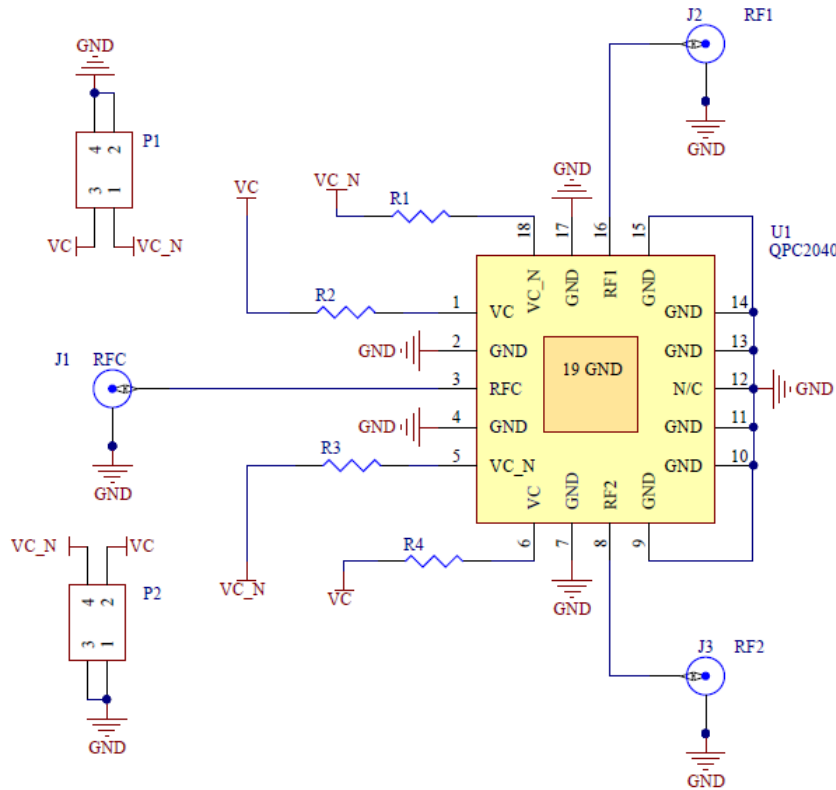 J2 RF1
GND
P1
4 2
3 1
VC VC_N
GND
VC VC_N R1
GND
18 17 16 15
U1
QPC2040
VC_N GND RF1 GND
R2 1 VC
GND 14
GND 2 GND
GND 13
19 GND
J1 RFC
3 RFC
N/C 12 GND
GND 4 GND
GND 11
R3 5 VC_N
GND 10
GND
VC GND RF2 GND
6 7 8 9
VC_N VC
R4
4 2
P2
3 1
VC_N VC
GND
GND
J3 RF2
GND